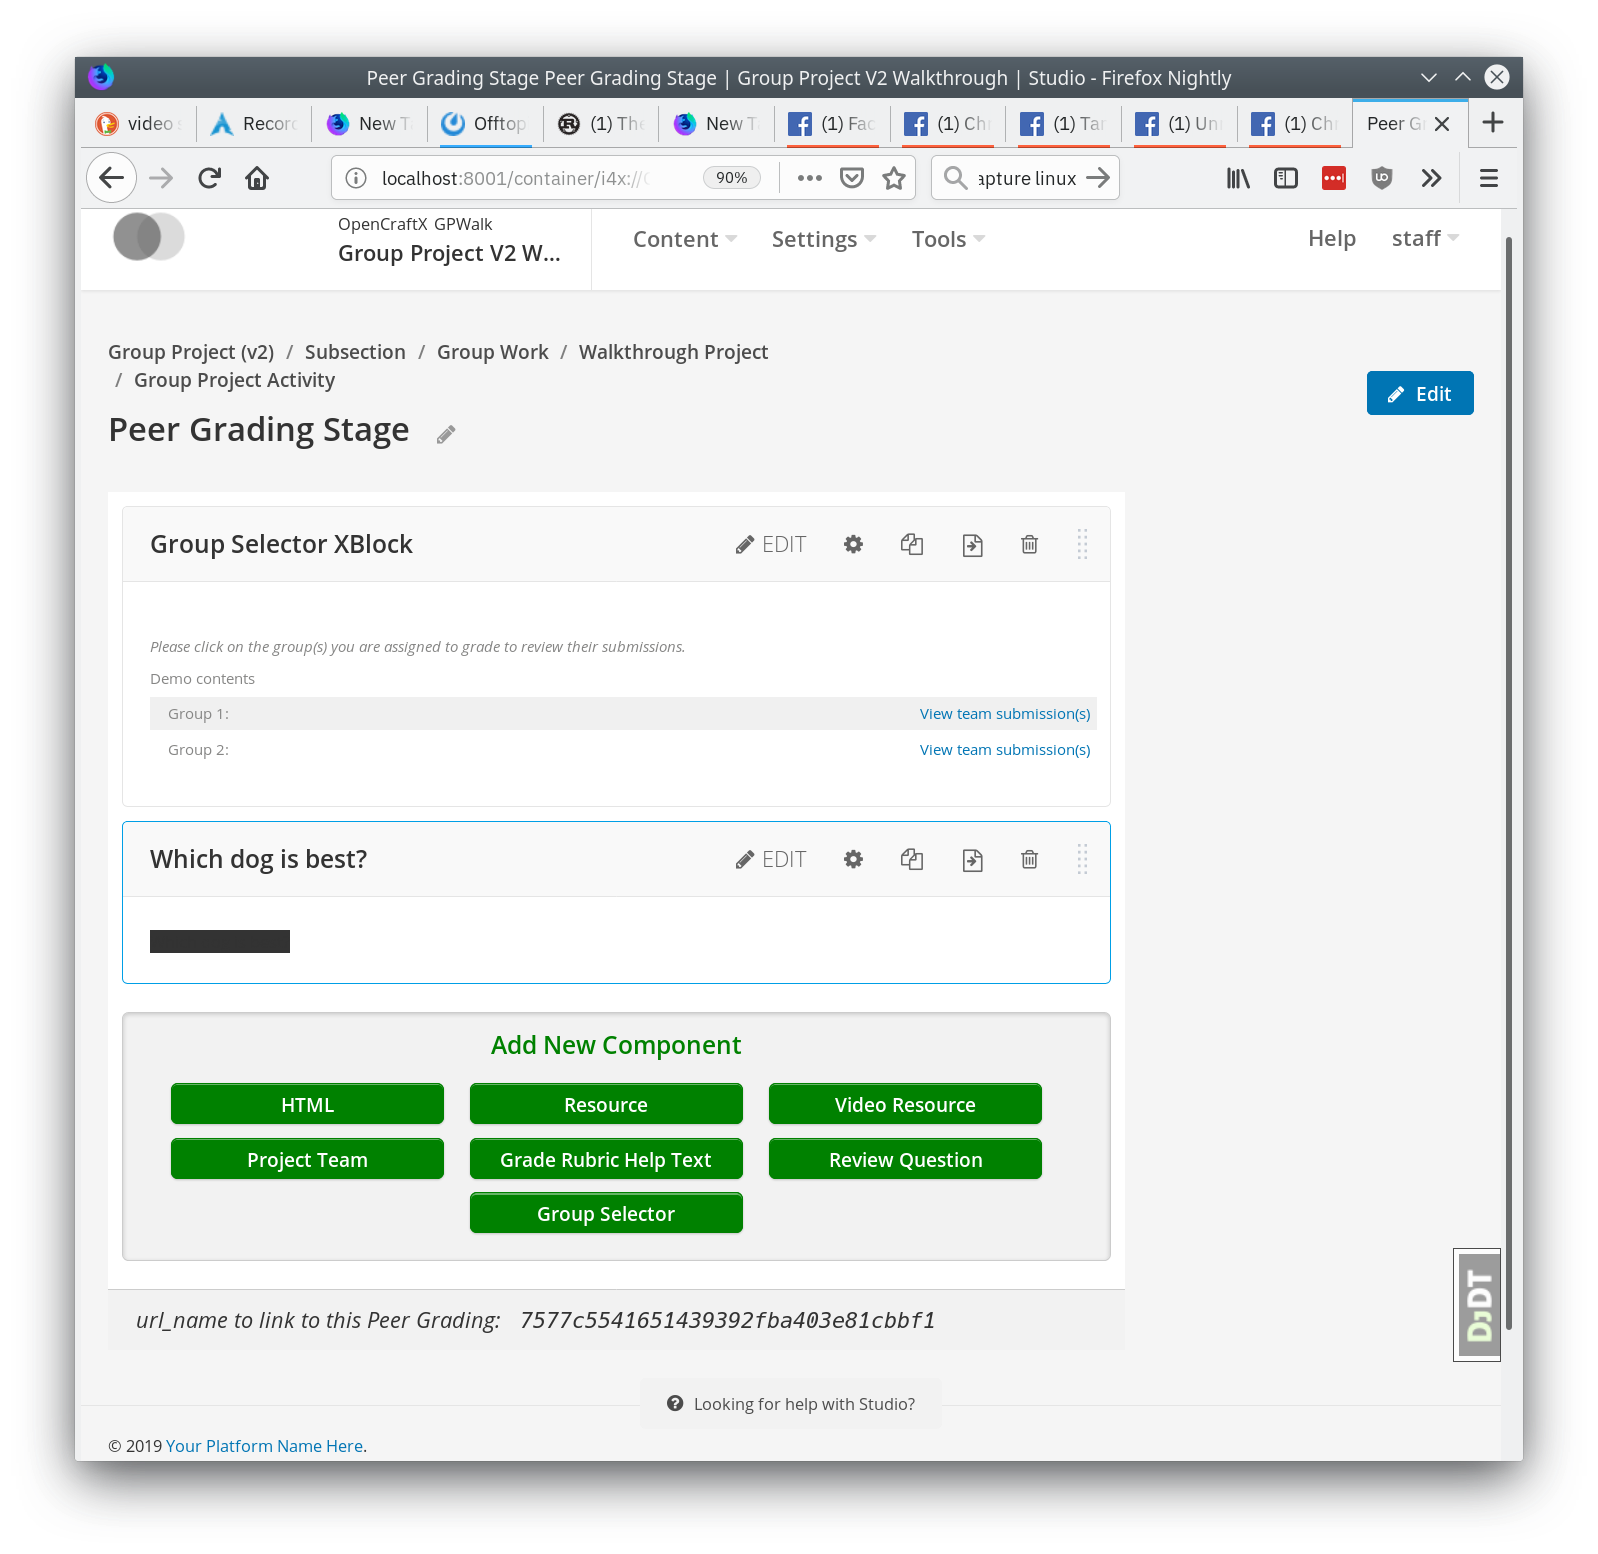 Peer Grading Stage Peer Grading Stage | Group Project V2 Walkthrough | Studio - Firefox Nightly
video Recor New T Offtop (1) The New T (1) Fac (1) Ch (1) Tar (1) Un (1) Ch Peer G
localhost:8001/container/i4x:// 90% apture linux
OpenCraftX GPWalk
Group Project V2 W...
Content Settings Tools Help staff
Group Project (v2) / Subsection / Group Work / Walkthrough Project
/ Group Project Activity
Edit
Peer Grading Stage
Group Selector XBlock EDIT
Please click on the group(s) you are assigned to grade to review their submissions.
Demo contents
Group 1: View team submission(s)
Group 2: View team submission(s)
Which dog is best? EDIT
Add New Component
HTML Resource Video Resource
Project Team Grade Rubric Help Text Review Question
Group Selector
DJDT
url_name to link to this Peer Grading: 7577c5541651439392fba403e81cbbf1
Looking for help with Studio?
© 2019 Your Platform Name Here.